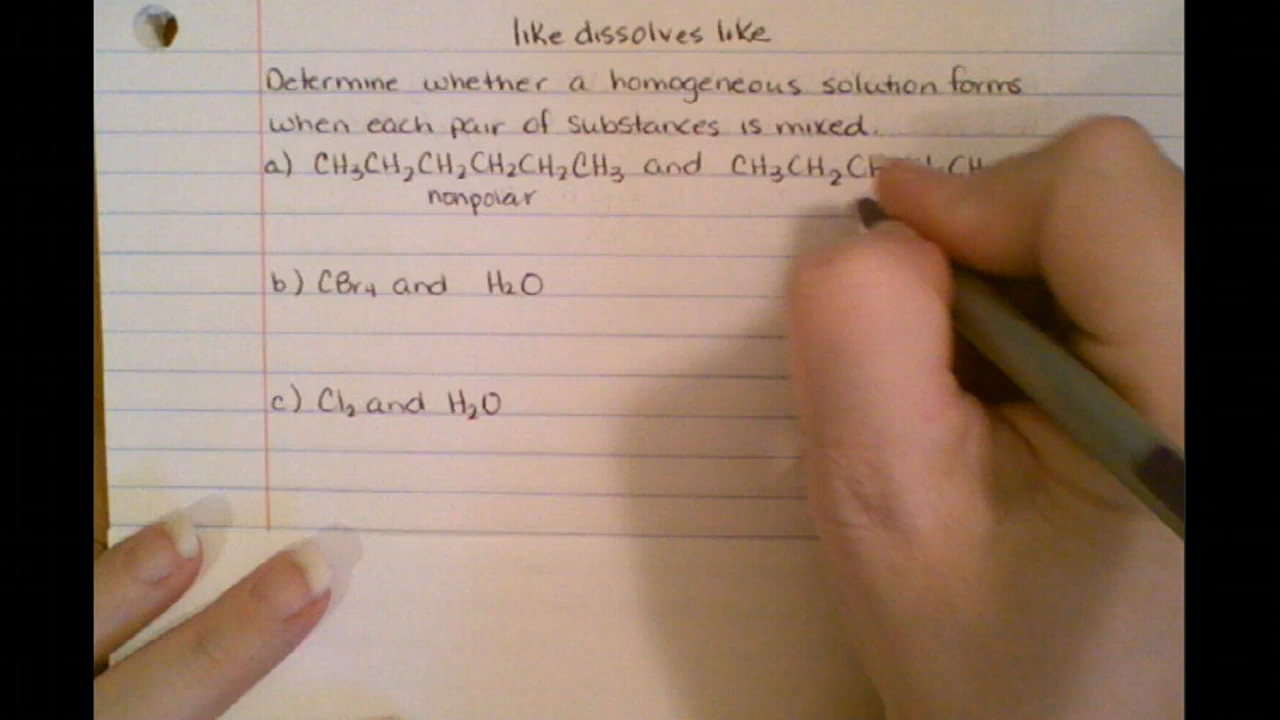 like dissolves like
Determine whether a homogeneous solution forms
when each pair of substances is mixed.
a) CH₃CH₂CH₂CH₂CH₂CH₃ and CH₃CH₂
nonpolar
b) CBr₄ and H₂O
c) Cl₂ and H₂O